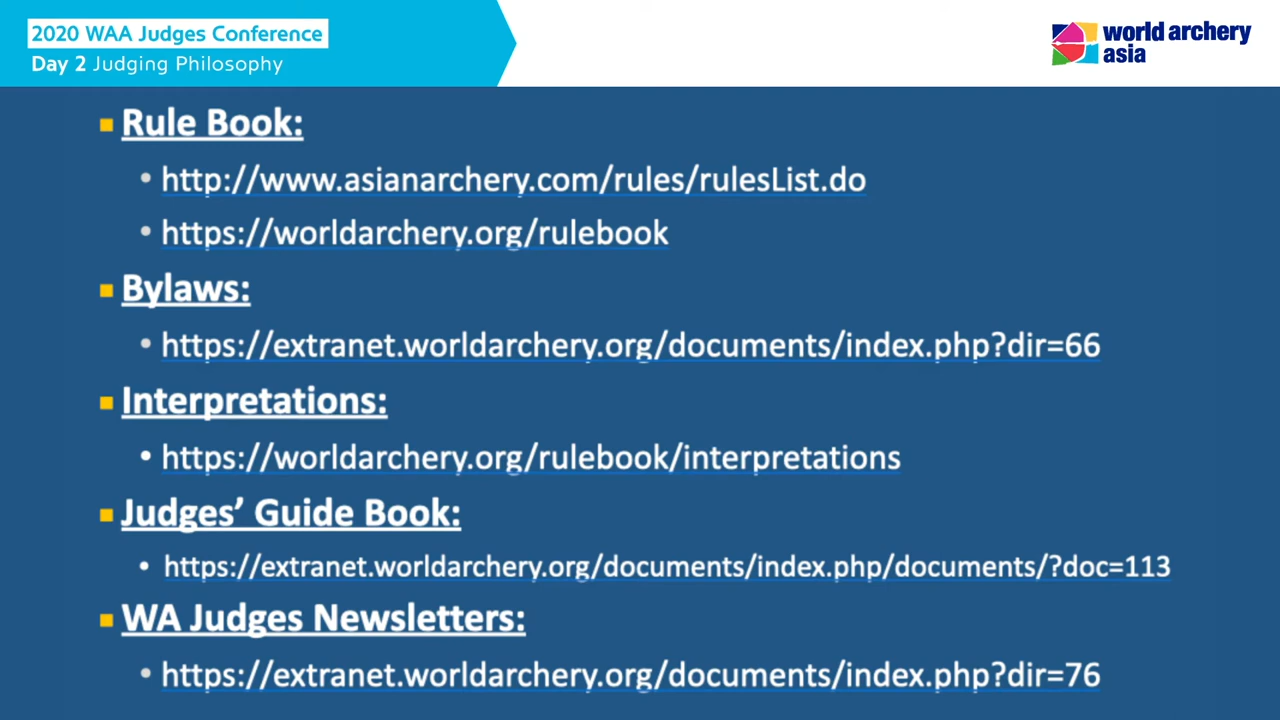 2020 WAA Judges Conference
Day 2 Judging Philosophy
world archery
asia
Rule Book:
http://www.asianarchery.com/rules/rulesList.do
https://worldarchery.org/rulebook
Bylaws:
https://extranet.worldarchery.org/documents/index.php?dir=66
Interpretations:
https://worldarchery.org/rulebook/interpretations
Judges’ Guide Book:
https://extranet.worldarchery.org/documents/index.php/documents/?doc=113
WA Judges Newsletters:
https://extranet.worldarchery.org/documents/index.php?dir=76